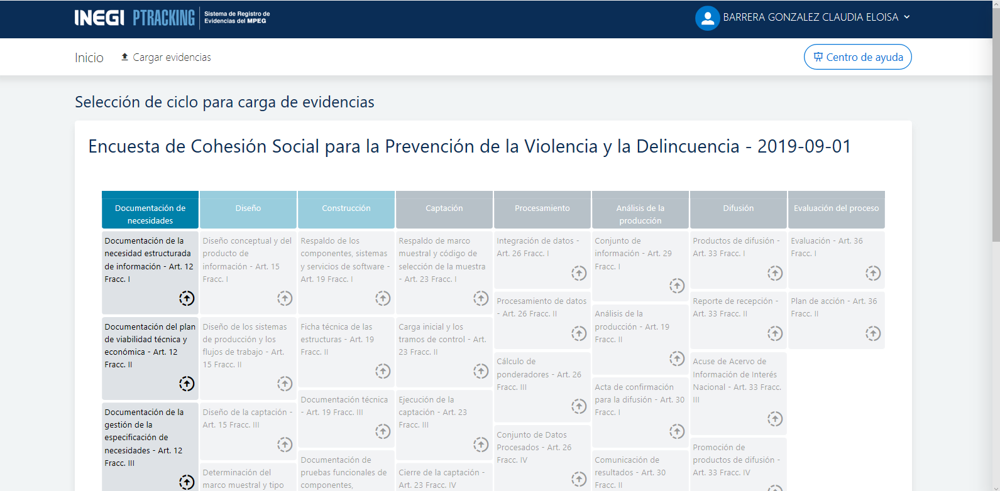 INEGI PTRACKING
Sistema de Registro de
Evidencias del MPEG
BARRERA GONZALEZ CLAUDIA ELOISA
Inicio
Cargar evidencias
Centro de ayuda
Selección de ciclo para carga de evidencias
Encuesta de Cohesión Social para la Prevención de la Violencia y la Delincuencia - 2019-09-01
Documentación de
necesidades
Documentación de la
necesidad estructurada
de información - Art. 12
Fracc. I
Documentación del plan
de viabilidad técnica y
económica - Art. 12
Fracc. II
Documentación de la
gestión de la
especificación de
necesidades - Art. 12
Fracc. III
Diseño
Diseño conceptual y del
producto de
información - Art. 15
Fracc. I
Diseño de los sistemas
de producción y los
flujos de trabajo - Art.
15 Fracc. II
Diseño de la captación -
Art. 15 Fracc. III
Determinación del
marco muestral y tipo
Construcción
Respaldo de los
componentes, sistemas
y servicios de software -
Art. 19 Fracc. I
Ficha técnica de las
estructuras - Art. 19
Fracc. II
Documentación técnica
- Art. 19 Fracc. III
Documentación de
pruebas funcionales de
componentes,
Captación
Respaldo de marco
muestral y código de
selección de la muestra
- Art. 23 Fracc. I
Carga inicial y los
tramos de control - Art.
23 Fracc. II
Ejecución de la
captación - Art. 23
Fracc. III
Cierre de la captación -
Art. 23 Fracc. IV
Procesamiento
Integración de datos -
Art. 26 Fracc. I
Procesamiento de datos
- Art. 26 Fracc. II
Cálculo de
ponderadores - Art. 26
Fracc. III
Conjunto de Datos
Procesados - Art. 26
Fracc. IV
Análisis de la
producción
Conjunto de
información - Art. 29
Fracc. I
Análisis de la
producción - Art. 19
Fracc. II
Acta de confirmación
para la difusión - Art. 30
Fracc. I
Comunicación de
resultados - Art. 30
Fracc. II
Difusión
Productos de difusión -
Art. 33 Fracc. I
Reporte de recepción -
Art. 33 Fracc. II
Acuse de Acervo de
Información de Interés
Nacional - Art. 33 Fracc.
III
Promoción de
productos de difusión -
Art. 33 Fracc. IV
Evaluación del proceso
Evaluación - Art. 36
Fracc. I
Plan de acción - Art. 36
Fracc. II